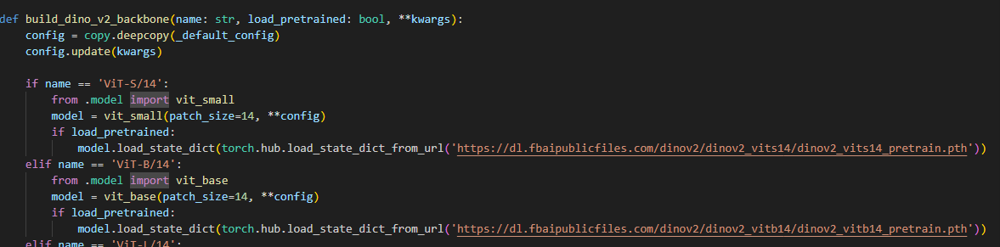 def build_dino_v2_backbone(name: str, load_pretrained: bool, **kwargs):
    config = copy.deepcopy(_default_config)
    config.update(kwargs)

    if name == 'ViT-S/14':
        from .model import vit_small
        model = vit_small(patch_size=14, **config)
        if load_pretrained:
            model.load_state_dict(torch.hub.load_state_dict_from_url('https://dl.fbaipublicfiles.com/dinov2/dinov2_vits14/dinov2_vits14_pretrain.pth'))
    elif name == 'ViT-B/14':
        from .model import vit_base
        model = vit_base(patch_size=14, **config)
        if load_pretrained:
            model.load_state_dict(torch.hub.load_state_dict_from_url('https://dl.fbaipublicfiles.com/dinov2/dinov2_vitb14/dinov2_vitb14_pretrain.pth'))
    elif name == 'ViT-L/14':